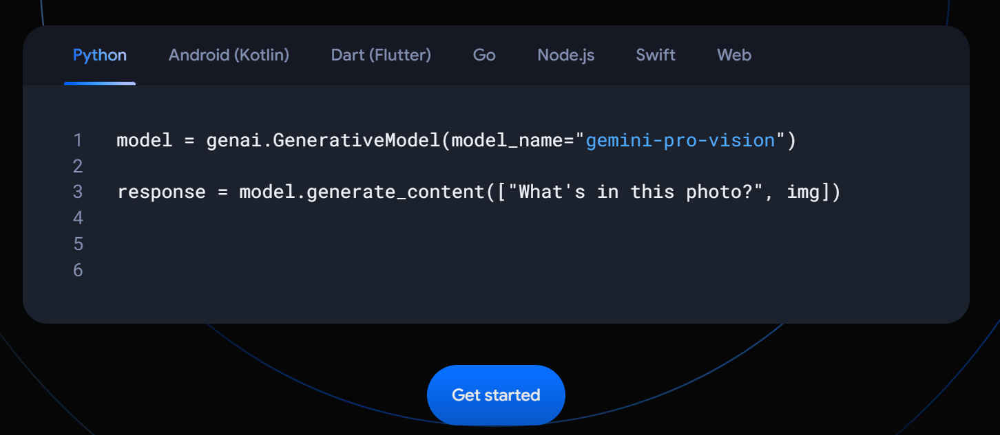 Python Android (Kotlin) Dart (Flutter) Go Node.js Swift Web
1 model = genai.GenerativeModel(model_name="gemini-pro-vision")
2
3 response = model.generate_content(["What's in this photo?", img])
4
5
6
Get started